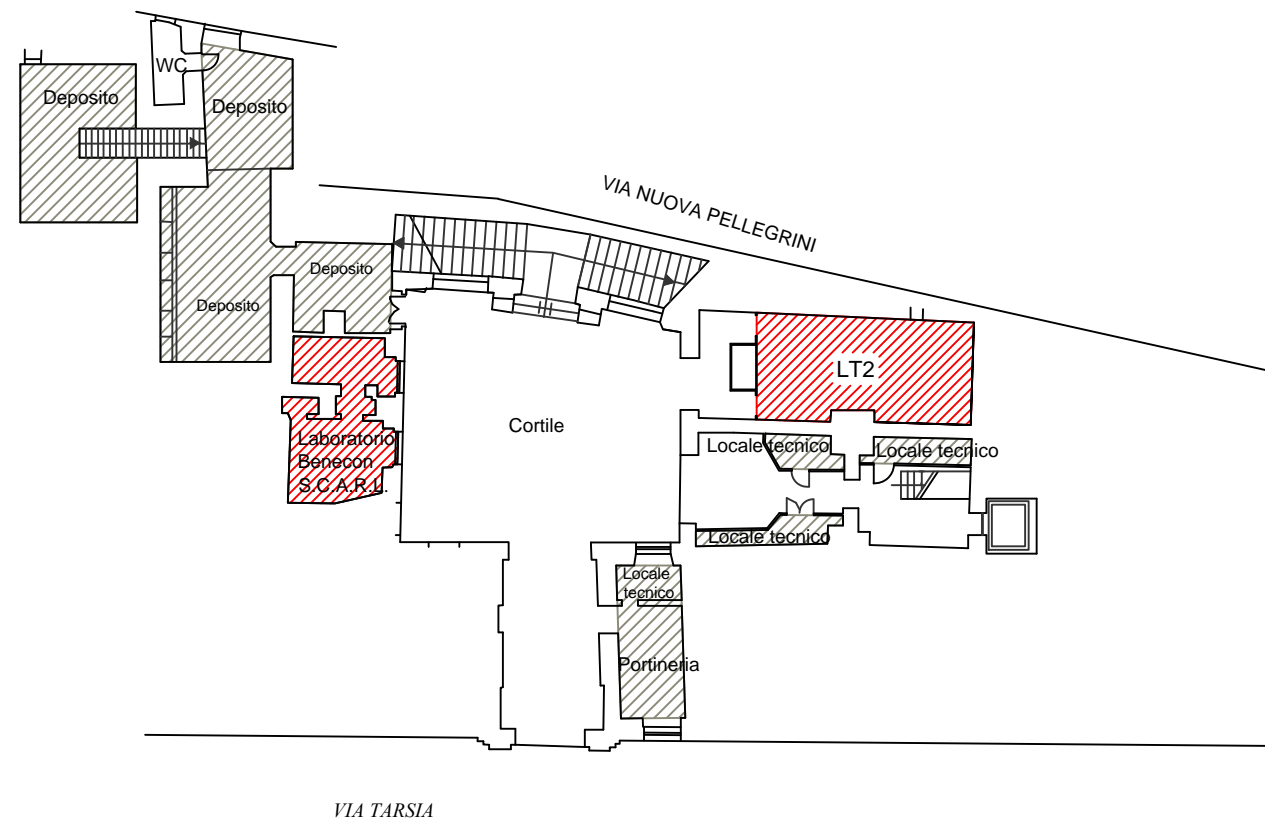 WC
Deposito
Deposito
VIA NUOVA PELLEGRINI
Deposito
Deposito
LT2
Cortile
Laboratorio
Benecon
S.C.A.R.L.
Locale tecnico
Locale tecnico
Locale tecnico
Locale
tecnico
Portineria
VIA TARSIA